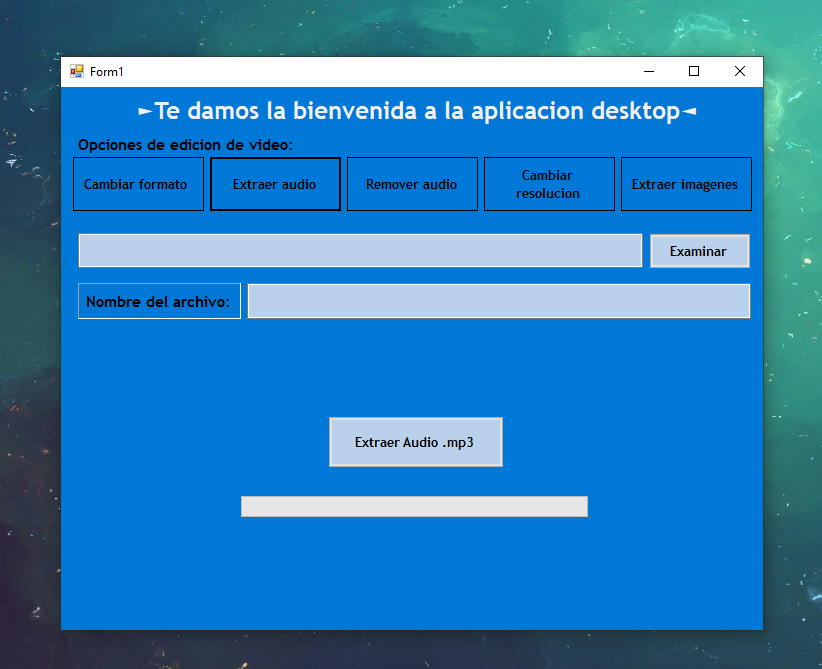 Form1
►Te damos la bienvenida a la aplicacion desktop◄
Opciones de edicion de video:
Cambiar formato
Extraer audio
Remover audio
Cambiar
resolucion
Extraer imagenes
Examinar
Nombre del archivo:
Extraer Audio .mp3